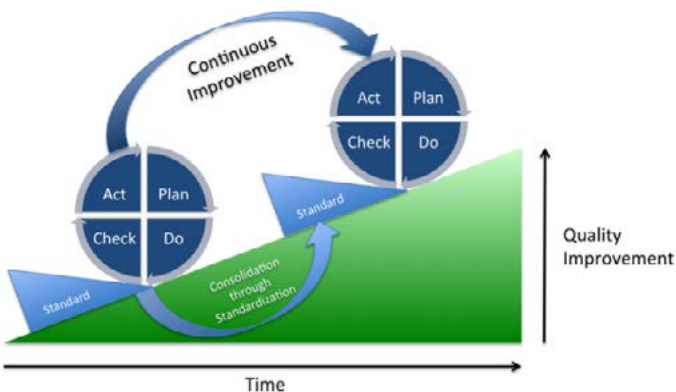 Continuous
Improvement
Act
Plan
Check
Do
Act
Plan
Check
Do
Standard
Standard
Consolidation
through
Standardization
Quality
Improvement
Time